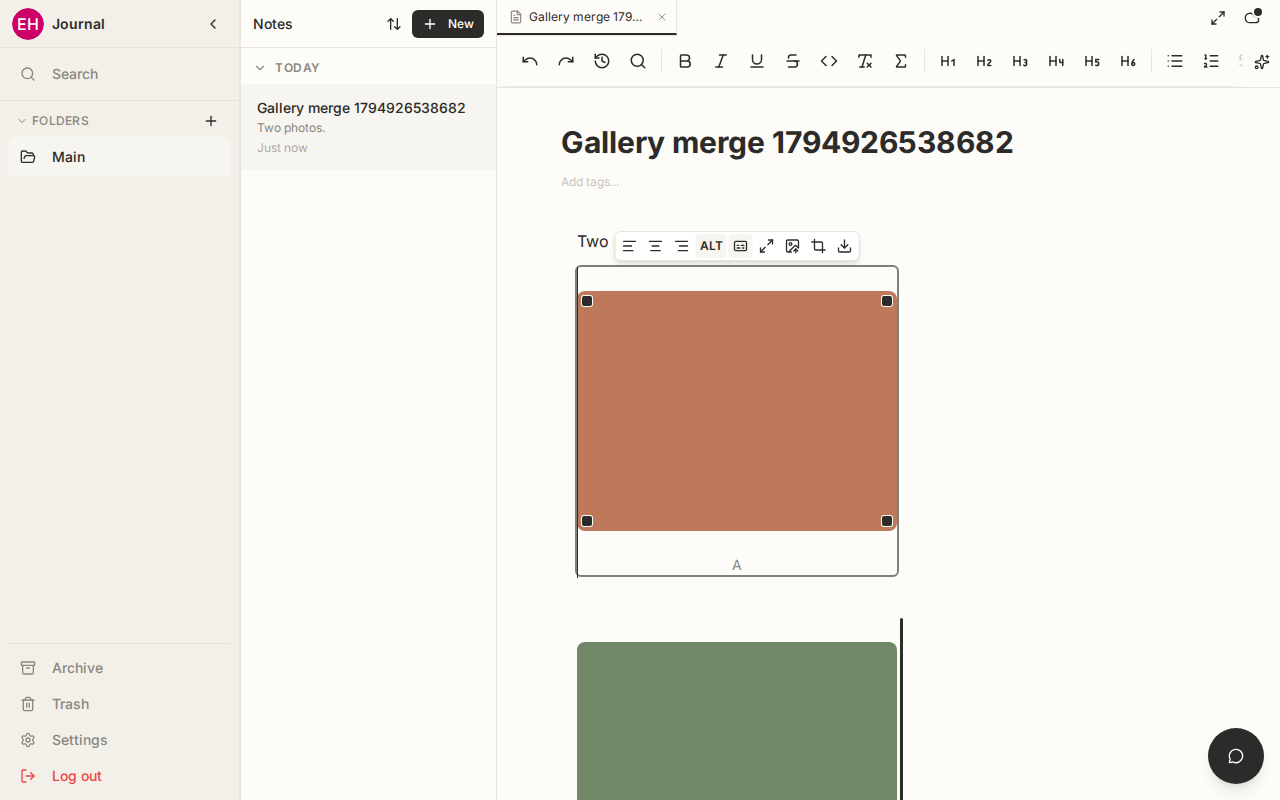 EH Journal
Search
FOLDERS
Main
Archive
Trash
Settings
Log out
Notes
New
TODAY
Gallery merge 1794926538682
Two photos.
Just now
Gallery merge 179...
H1 H2 H3 H4 H5 H6
Gallery merge 1794926538682
Add tags...
Two
ALT
A